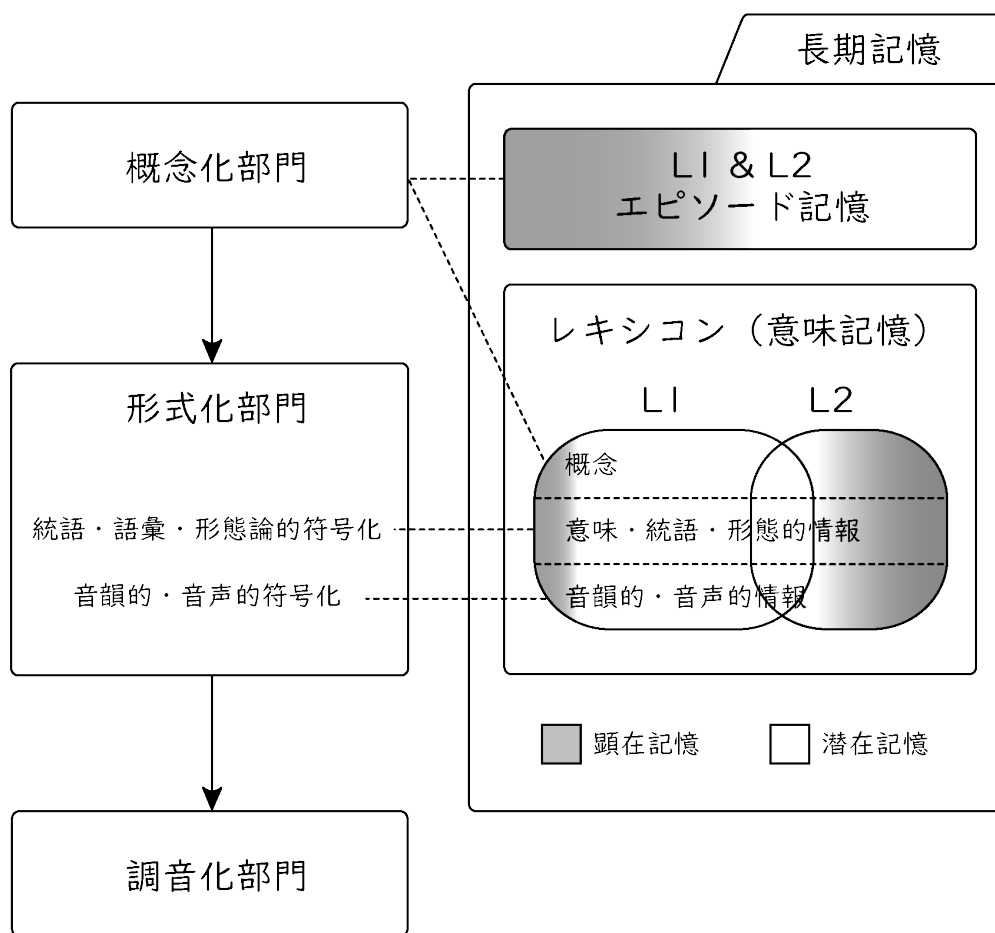 長期記憶
概念化部門
L1 & L2
エピソード記憶
レキシコン（意味記憶）
L1
L2
形式化部門
概念
統語・語彙・形態論的符号化
意味・統語・形態的情報
音韻的・音声的符号化
音韻的・音声的情報
顕在記憶
潜在記憶
調音化部門